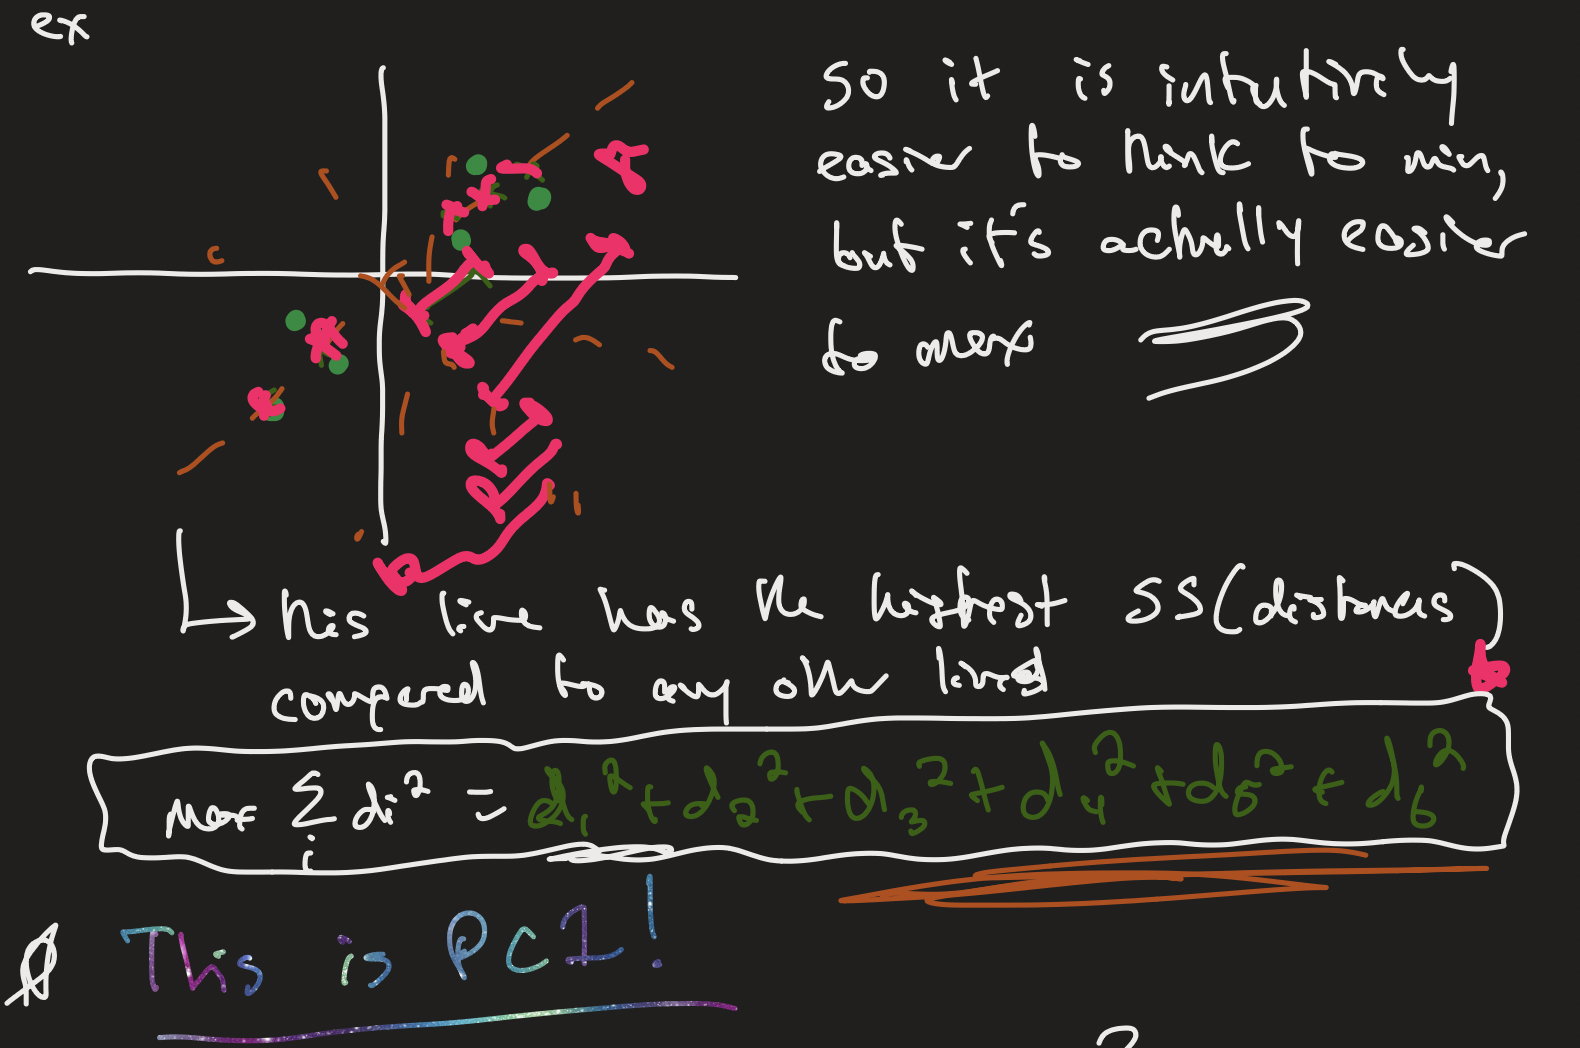 ex
So it is intuitively
easier to think to min,
but it's actually easier
to max
↳ this line has the highest SS(distances)
compared to any other lines
max Σ_i di² = d₁² + d₂² + d₃² + d₄² + d₅² + d₆²
This is PC1!